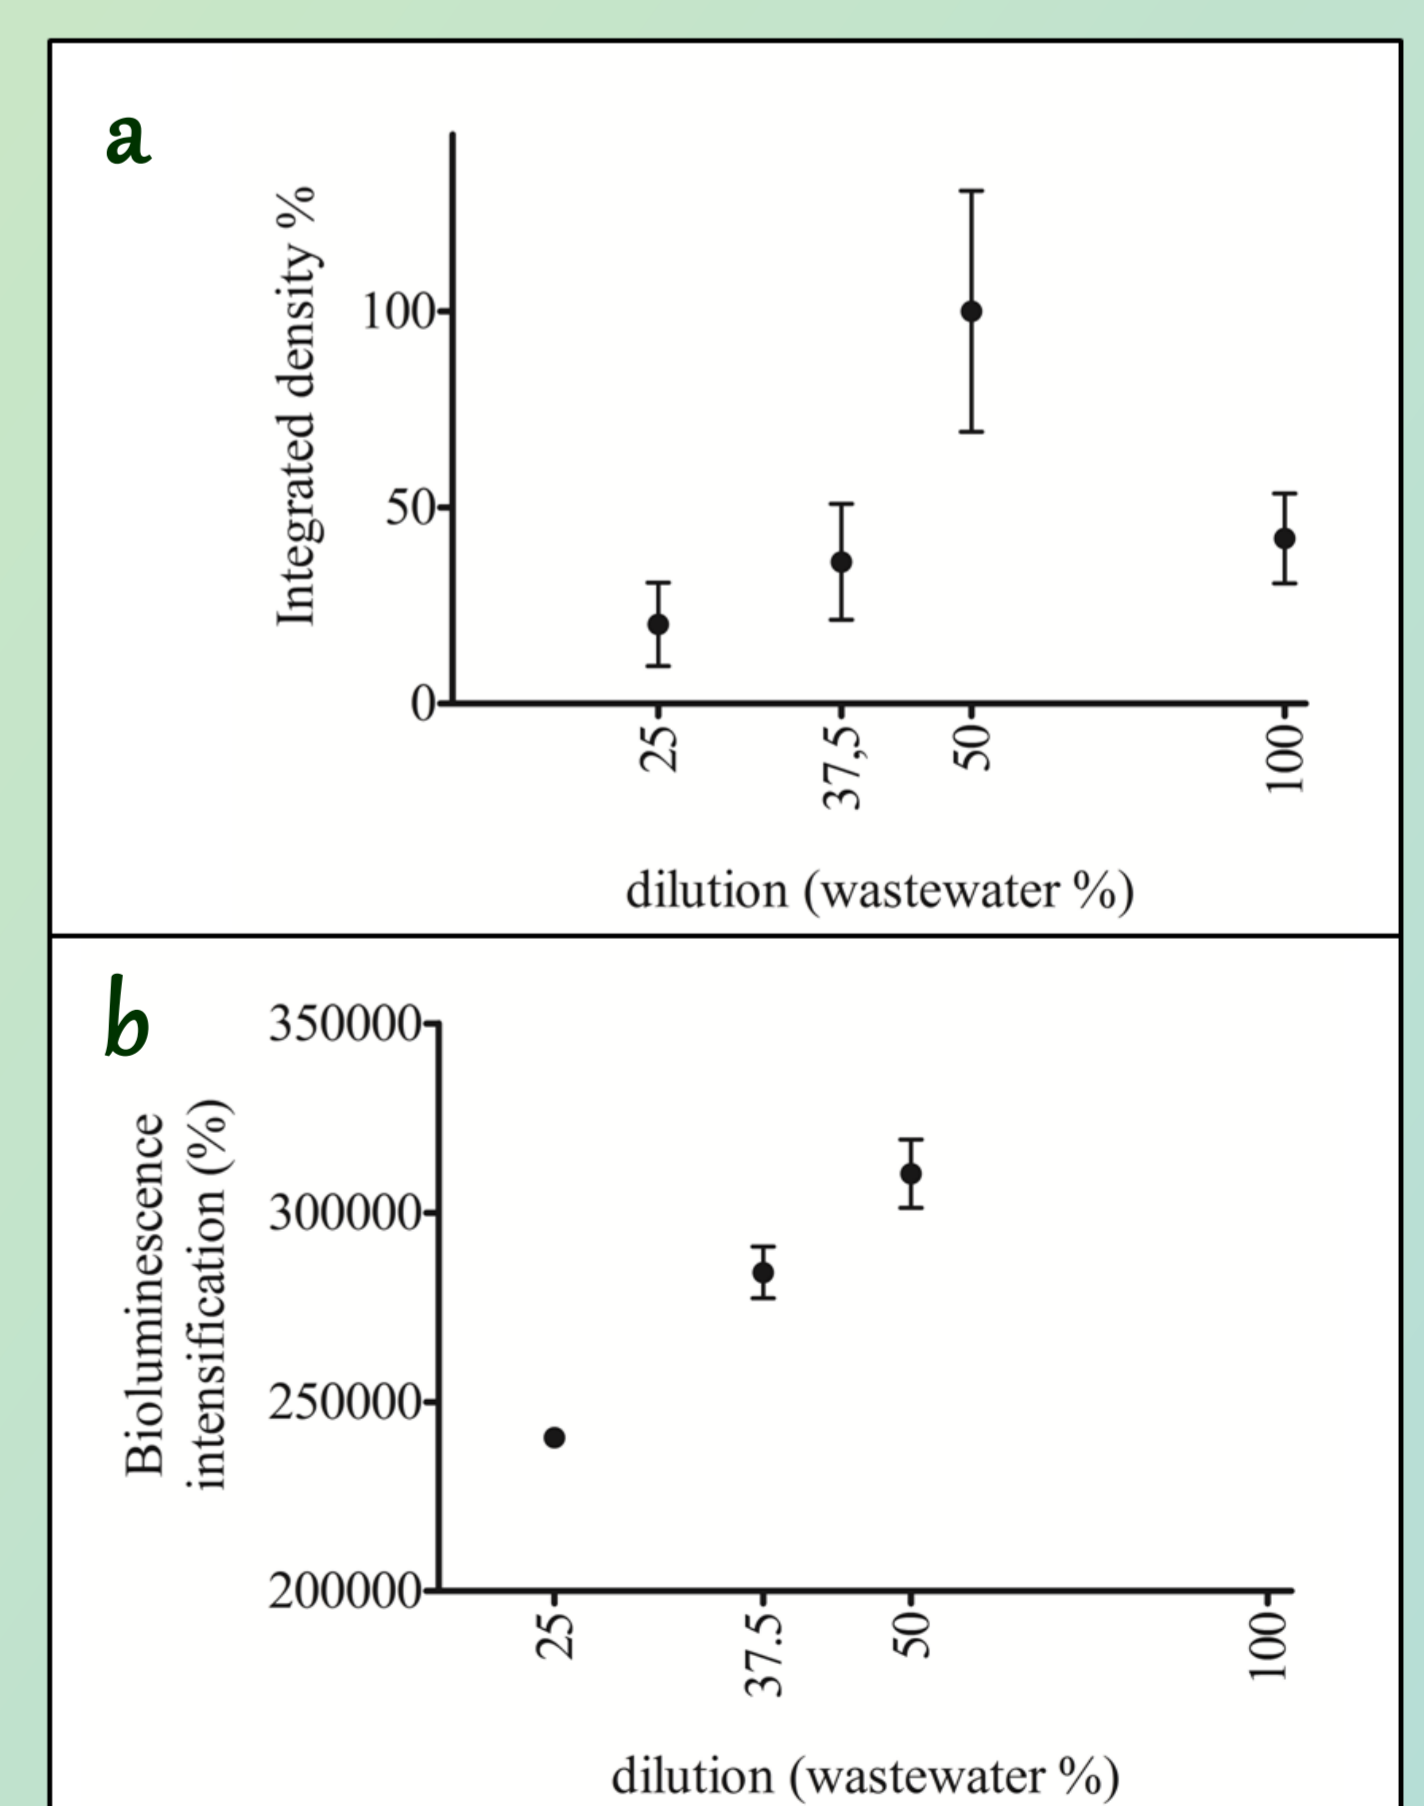 a
Integrated density %
100
50
0
25
37,5
50
100
dilution (wastewater %)
b
Bioluminescence
intensification (%)
350000
300000
250000
200000
25
37.5
50
100
dilution (wastewater %)